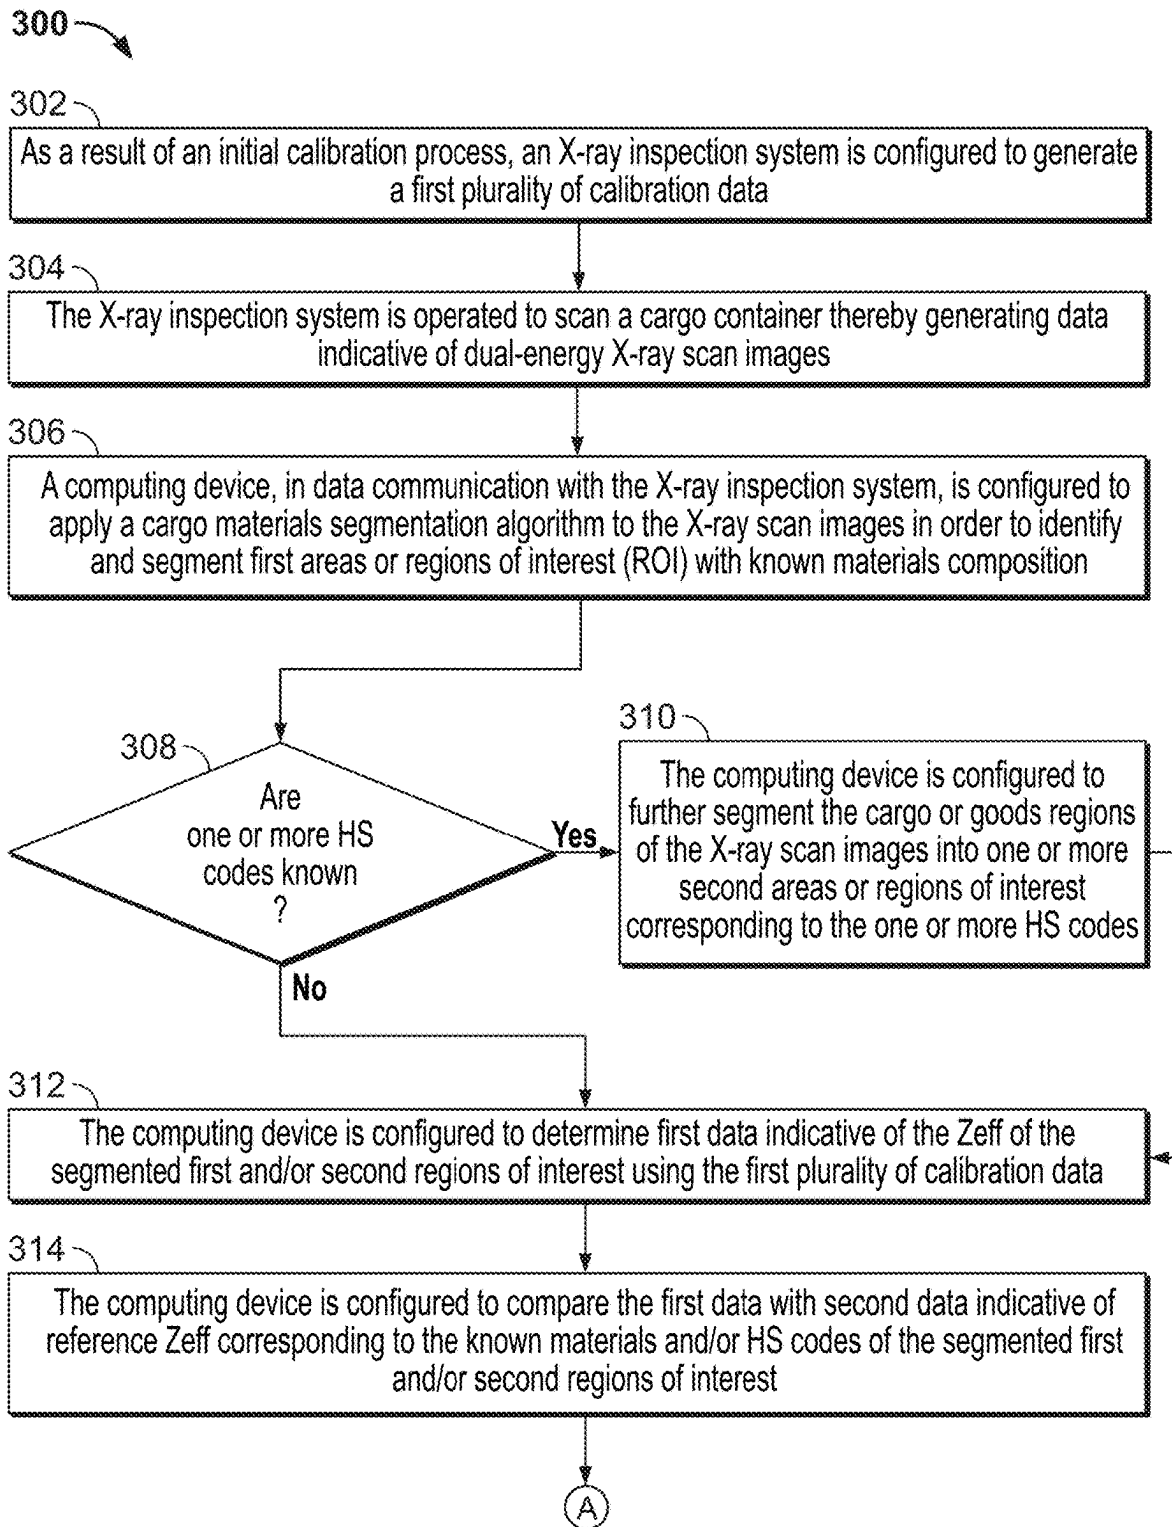 300
302
As a result of an initial calibration process, an X-ray inspection system is configured to generate
a first plurality of calibration data
304
The X-ray inspection system is operated to scan a cargo container thereby generating data
indicative of dual-energy X-ray scan images
306
A computing device, in data communication with the X-ray inspection system, is configured to
apply a cargo materials segmentation algorithm to the X-ray scan images in order to identify
and segment first areas or regions of interest (ROI) with known materials composition
308
Are
one or more HS
codes known
?
Yes
No
310
The computing device is configured to
further segment the cargo or goods regions
of the X-ray scan images into one or more
second areas or regions of interest
corresponding to the one or more HS codes
312
The computing device is configured to determine first data indicative of the Zeff of the
segmented first and/or second regions of interest using the first plurality of calibration data
314
The computing device is configured to compare the first data with second data indicative of
reference Zeff corresponding to the known materials and/or HS codes of the segmented first
and/or second regions of interest
A